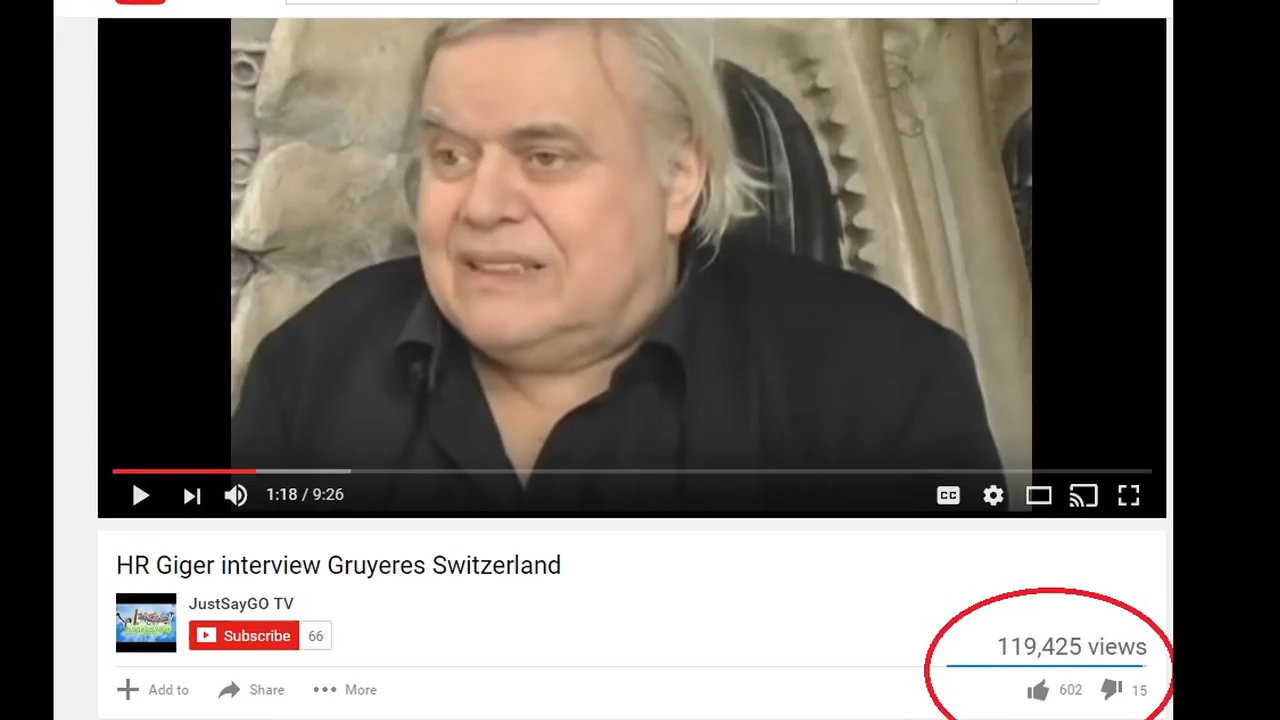 1:18 / 9:26
CC
HR Giger interview Gruyeres Switzerland
JustSayGO TV
Subscribe 66
119,425 views
Add to Share More 602 15